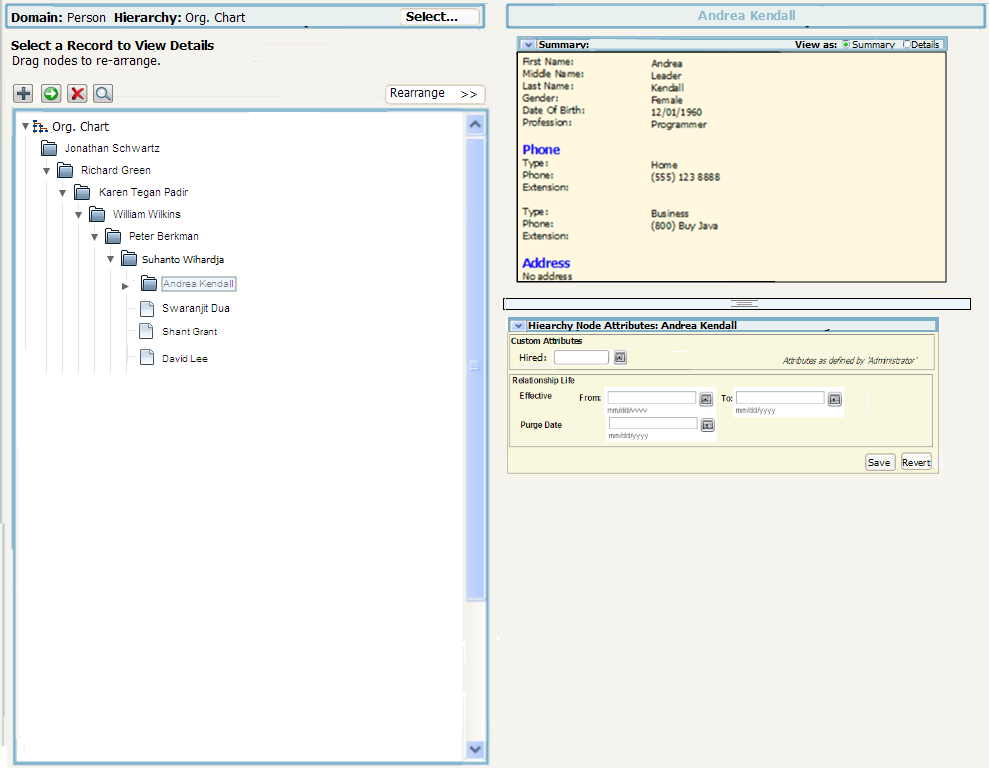 Domain: Person Hierarchy: Org. Chart Select...
Select a Record to View Details
Drag nodes to re-arrange.
Rearrange >>
Org. Chart
Jonathan Schwartz
Richard Green
Karen Tegan Padir
William Wilkins
Peter Berkman
Suhanto Wihardja
Andrea Kendall
Swaranjit Dua
Shant Grant
David Lee
Andrea Kendall
Summary: View as: Summary Details
First Name: Andrea
Middle Name: Leader
Last Name: Kendall
Gender: Female
Date Of Birth: 12/01/1960
Profession: Programmer
Phone
Type: Home
Phone: (555) 123 8888
Extension:
Type: Business
Phone: (800) Buy Java
Extension:
Address
No address
Hiearchy Node Attributes: Andrea Kendall
Custom Attributes
Hired:
Attributes as defined by 'Administrator'
Relationship Life
Effective From: To:
mm/dd/yyyy mm/dd/yyyy
Purge Date
mm/dd/yyyy
Save Revert